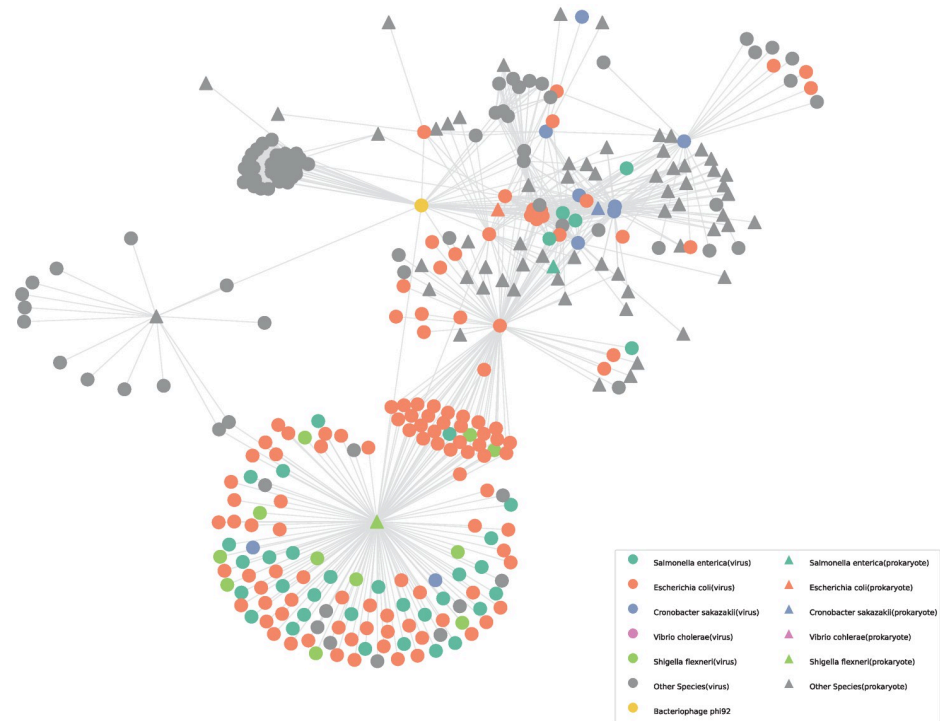 Salmonella enterica(virus) Salmonella enterica(prokaryote)
Escherichia coli(virus) Escherichia coli(prokaryote)
Cronobacter sakazakii(virus) Cronobacter sakazakii(prokaryote)
Vibrio cholerae(virus) Vibrio cohlerae(prokaryote)
Shigella flexneri(virus) Shigella flexneri(prokaryote)
Other Species(virus) Other Species(prokaryote)
Bacteriophage phi92